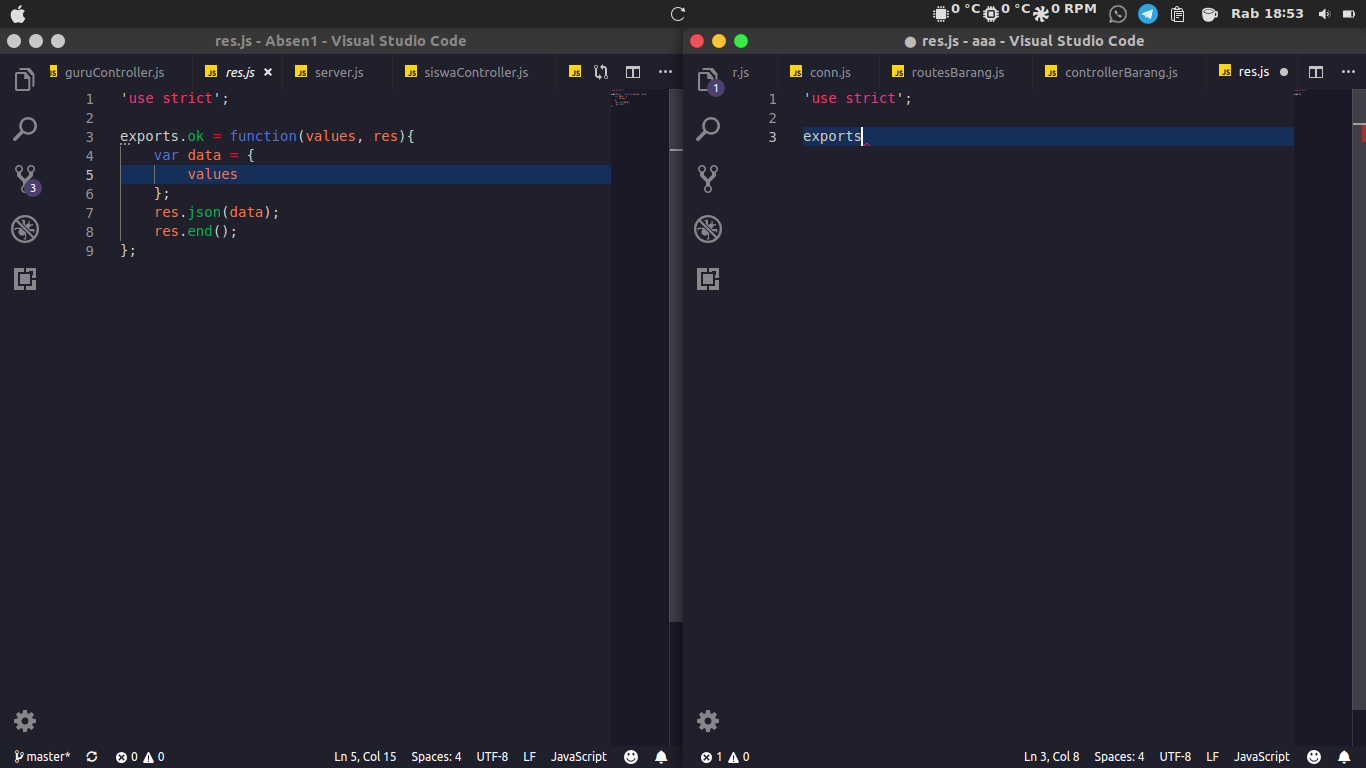 0 °C 0 °C 0 RPM Rab 18:53
res.js - Absen1 - Visual Studio Code
guruController.js res.js server.js siswaController.js
1 'use strict';
2
3 exports.ok = function(values, res){
4 var data = {
5 values
6 };
7 res.json(data);
8 res.end();
9 };
3
master* 0 0 Ln 5, Col 15 Spaces: 4 UTF-8 LF JavaScript
● res.js - aaa - Visual Studio Code
r.js conn.js routesBarang.js controllerBarang.js res.js
1
1 'use strict';
2
3 exports
1 0 Ln 3, Col 8 Spaces: 4 UTF-8 LF JavaScript